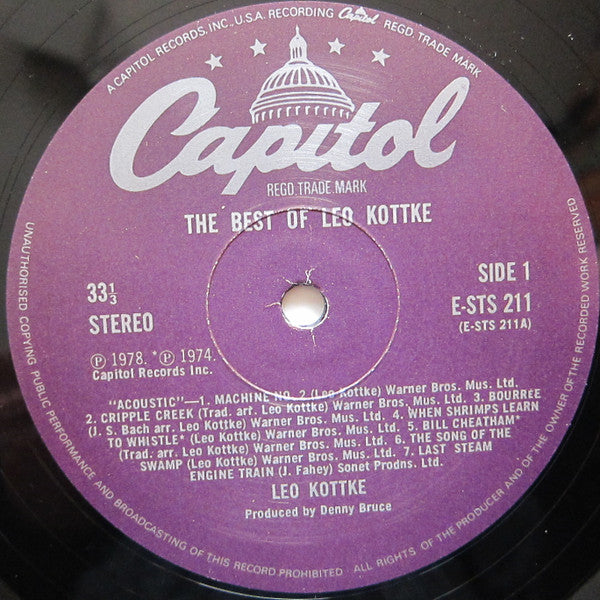 A CAPITOL RECORDS, INC., U.S.A. RECORDING Capitol REGD. TRADE MARK
Capitol
REGD. TRADE MARK
THE BEST OF LEO KOTTKE
33⅓
STEREO
SIDE 1
E-STS 211
(E-STS 211A)
Ⓟ 1978. *Ⓟ 1974.
Capitol Records Inc.
"ACOUSTIC"—1. MACHINE NO. 2 (Leo Kottke) Warner Bros. Mus. Ltd.
2. CRIPPLE CREEK (Trad. arr. Leo Kottke) Warner Bros. Mus. Ltd. 3. BOURREE
(J. S. Bach arr. Leo Kottke) Warner Bros. Mus. Ltd. 4. WHEN SHRIMPS LEARN
TO WHISTLE* (Leo Kottke) Warner Bros. Mus. Ltd. 5. BILL CHEATHAM*
(Trad. arr. Leo Kottke) Warner Bros. Mus. Ltd. 6. THE SONG OF THE
SWAMP (Leo Kottke) Warner Bros. Mus. Ltd. 7. LAST STEAM
ENGINE TRAIN (J. Fahey) Sonet Prodns. Ltd.
LEO KOTTKE
Produced by Denny Bruce
UNAUTHORISED COPYING PUBLIC PERFORMANCE AND BROADCASTING OF THIS RECORD PROHIBITED ALL RIGHTS OF THE PRODUCER AND OF THE OWNER OF THE RECORDED WORK RESERVED